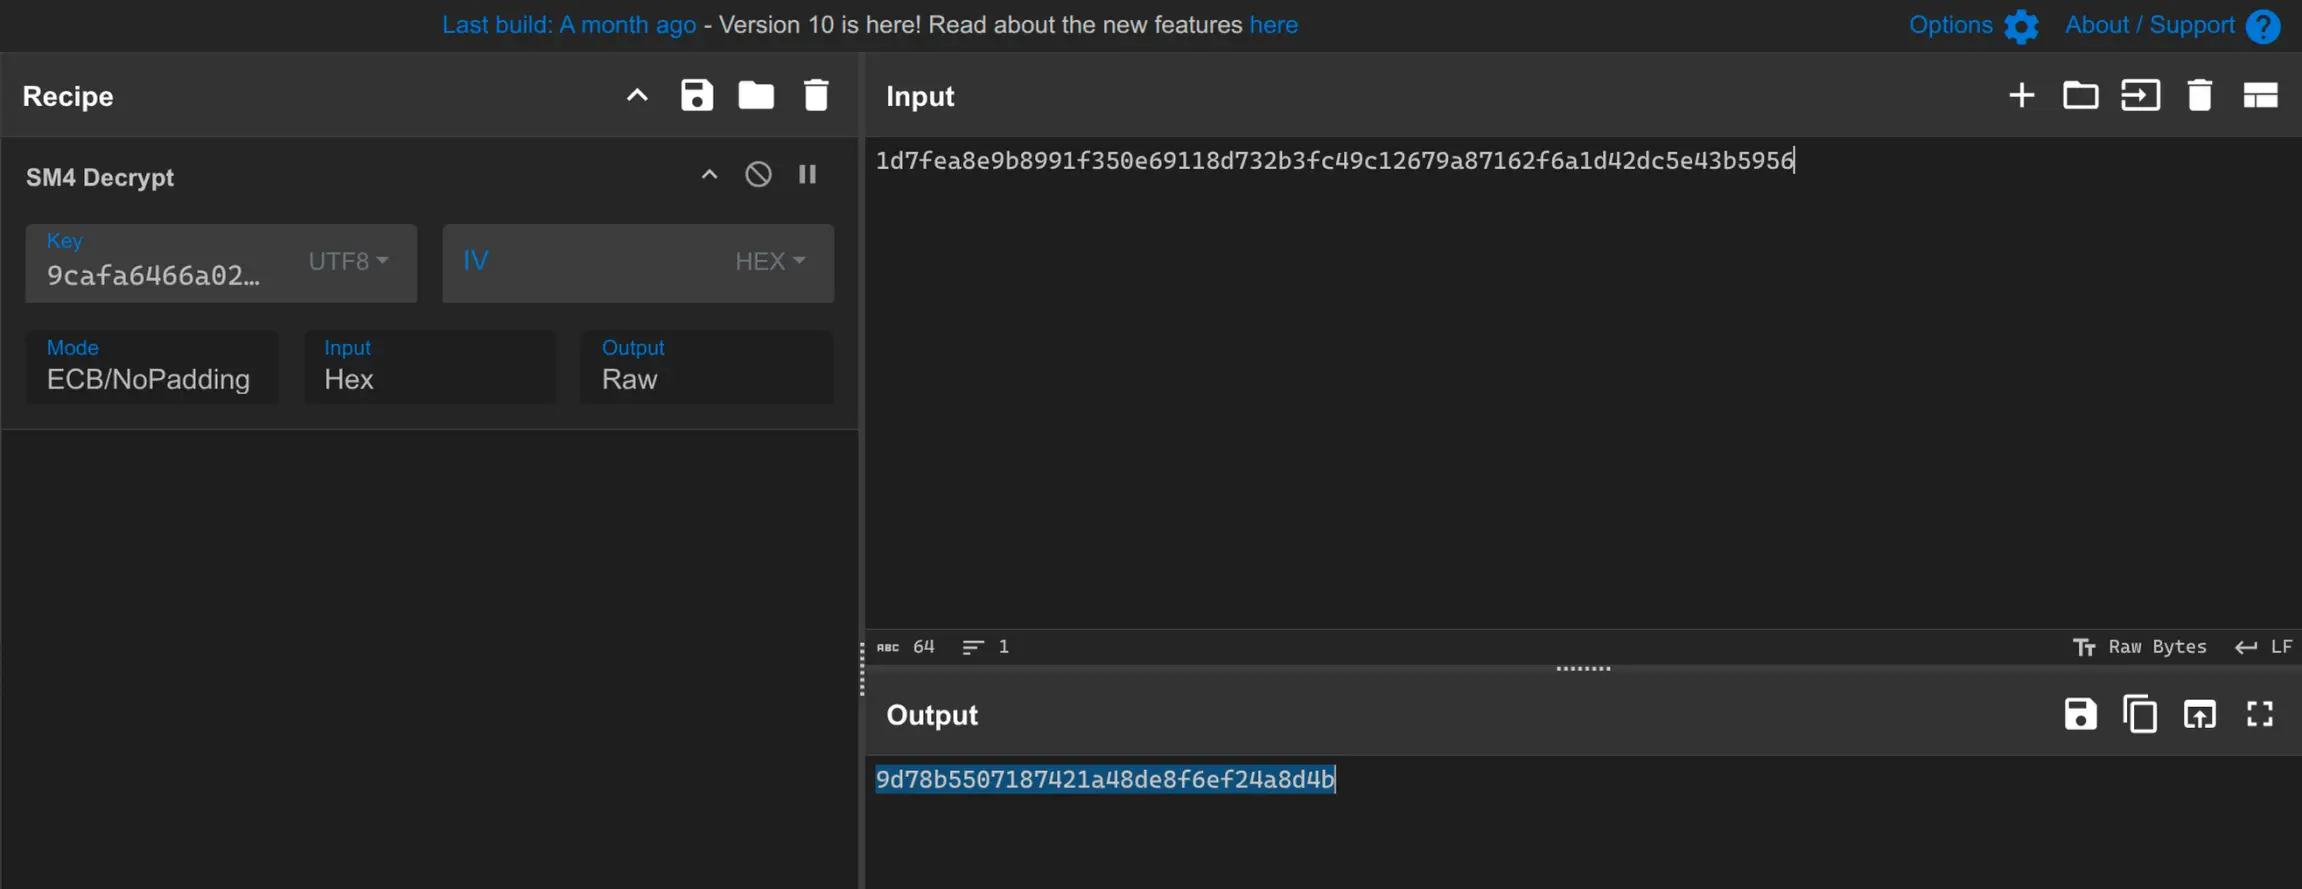 Last build: A month ago - Version 10 is here! Read about the new features here
Options
About / Support
Recipe
SM4 Decrypt
Key
9cafa6466a02…
UTF8
IV
HEX
Mode
ECB/NoPadding
Input
Hex
Output
Raw
Input
1d7fea8e9b8991f350e69118d732b3fc49c12679a87162f6a1d42dc5e43b5956
ABC 64
1
Tт Raw Bytes
LF
Output
9d78b5507187421a48de8f6ef24a8d4b